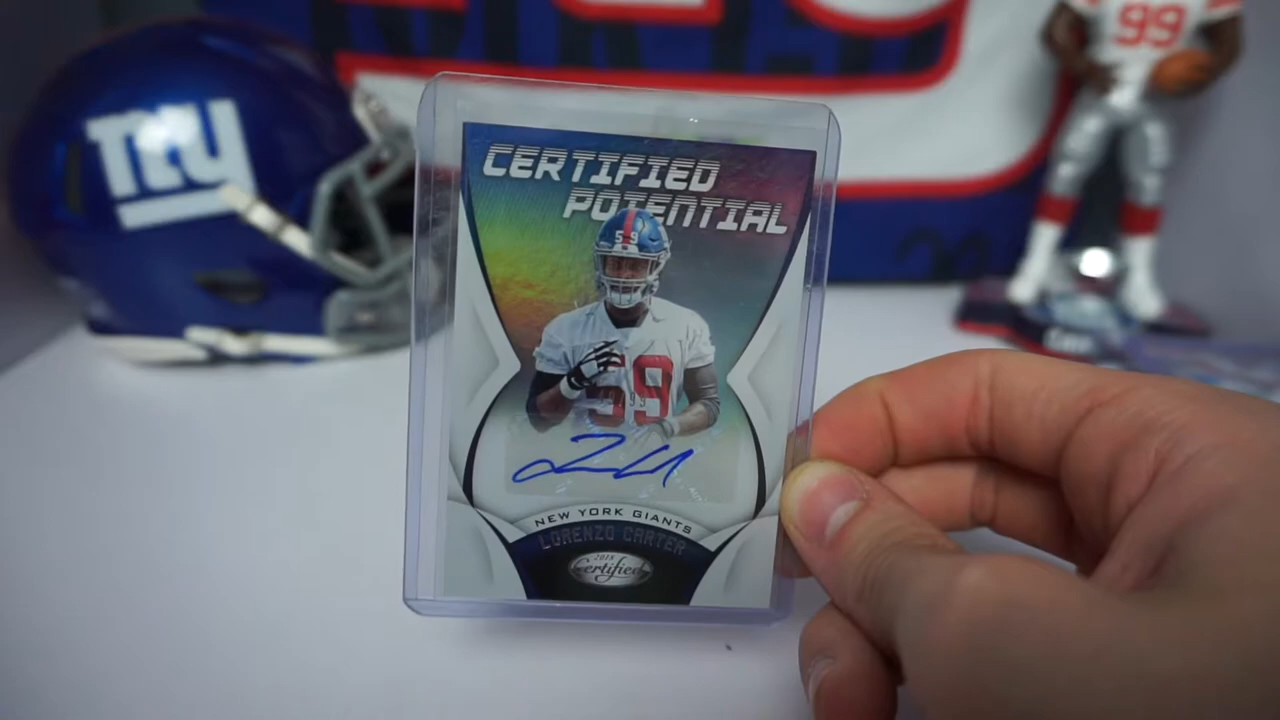 ny
99
CERTIFIED
POTENTIAL
59
59
NEW YORK GIANTS
LORENZO CARTER
2018
Certified